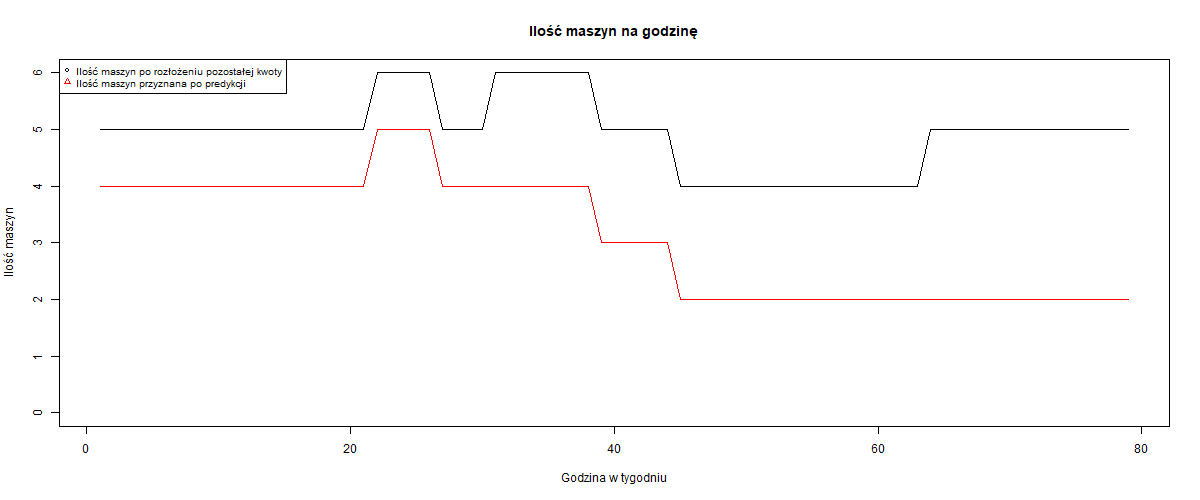 Ilość maszyn na godzinę
Ilość maszyn po rozłożeniu pozostałej kwoty
Ilość maszyn przyznana po predykcji
6
5
4
3
2
1
0
Ilość maszyn
0 20 40 60 80
Godzina w tygodniu